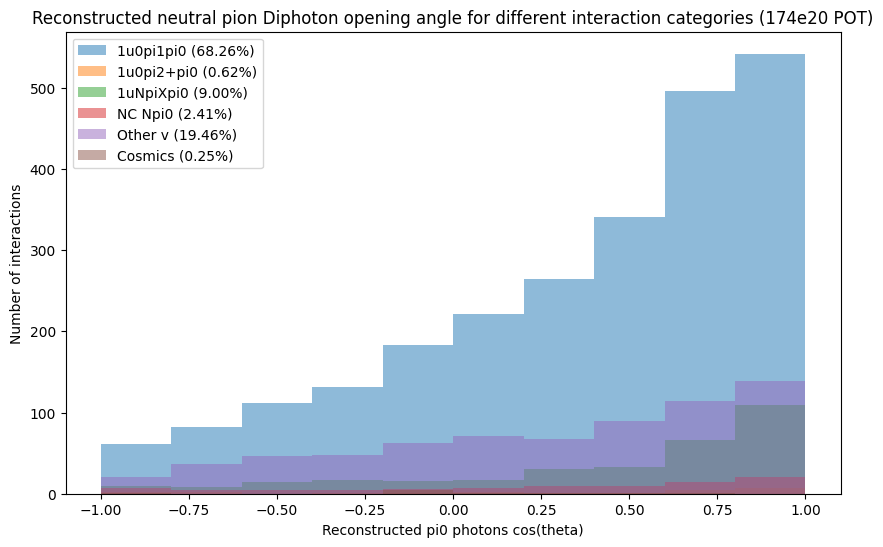 Reconstructed neutral pion Diphoton opening angle for different interaction categories (174e20 POT)
1u0pi1pi0 (68.26%)
1u0pi2+pi0 (0.62%)
1uNpiXpi0 (9.00%)
NC Npi0 (2.41%)
Other v (19.46%)
Cosmics (0.25%)
Number of interactions
500
400
300
200
100
0
−1.00 −0.75 −0.50 −0.25 0.00 0.25 0.50 0.75 1.00
Reconstructed pi0 photons cos(theta)